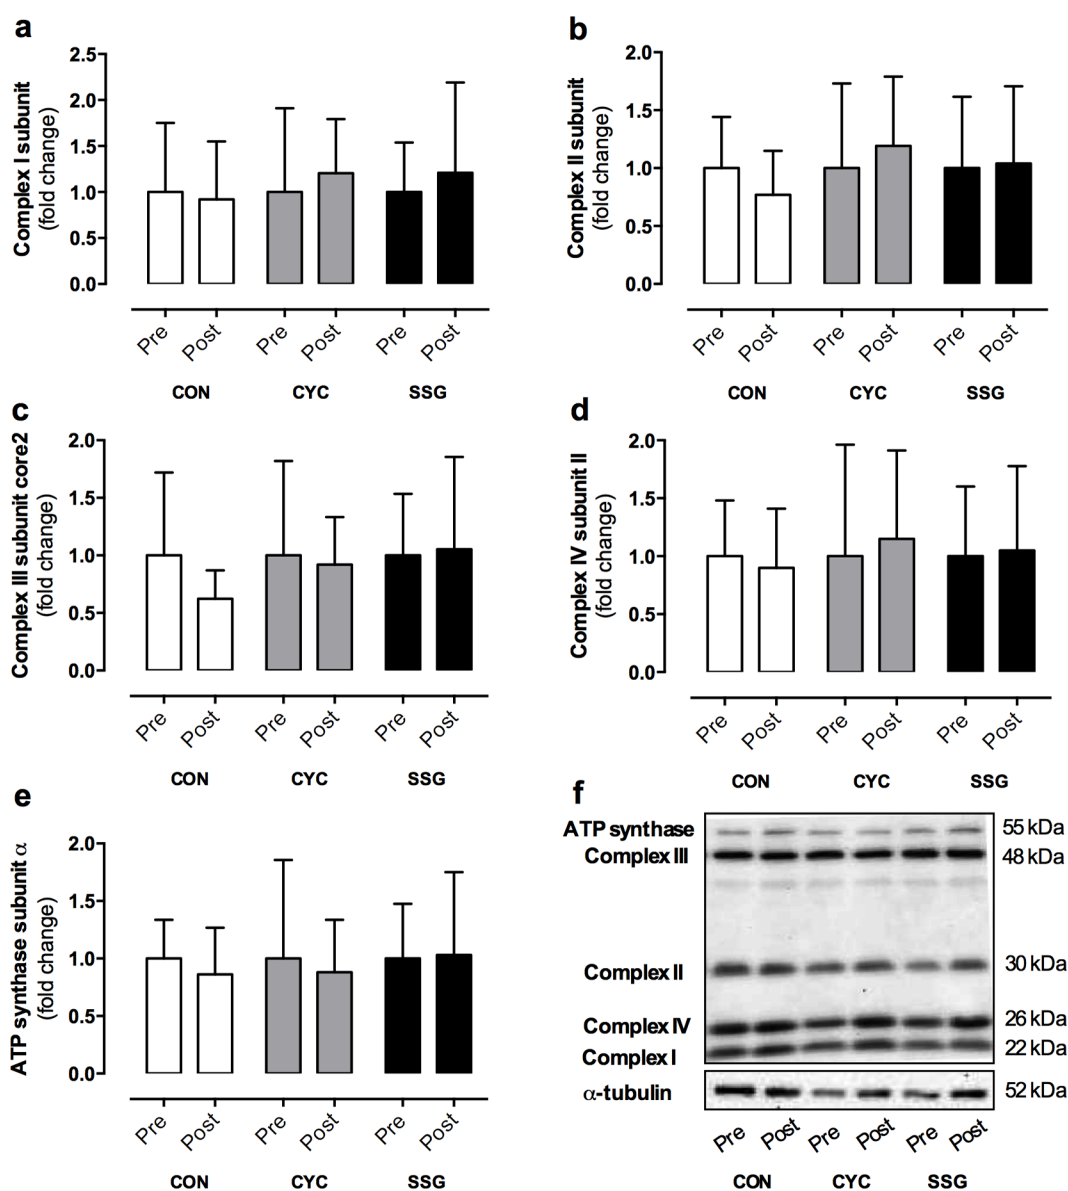 a
Complex I subunit
(fold change)
2.5
2.0
1.5
1.0
0.5
0.0
Pre Post Pre Post Pre Post
CON CYC SSG
b
Complex II subunit
(fold change)
2.0
1.5
1.0
0.5
0.0
Pre Post Pre Post Pre Post
CON CYC SSG
c
Complex III subunit core2
(fold change)
2.0
1.5
1.0
0.5
0.0
Pre Post Pre Post Pre Post
CON CYC SSG
d
Complex IV subunit II
(fold change)
2.0
1.5
1.0
0.5
0.0
Pre Post Pre Post Pre Post
CON CYC SSG
e
ATP synthase subunit α
(fold change)
2.0
1.5
1.0
0.5
0.0
Pre Post Pre Post Pre Post
CON CYC SSG
f
ATP synthase 55 kDa
Complex III 48 kDa
Complex II 30 kDa
Complex IV 26 kDa
Complex I 22 kDa
α-tubulin 52 kDa
Pre Post Pre Post Pre Post
CON CYC SSG